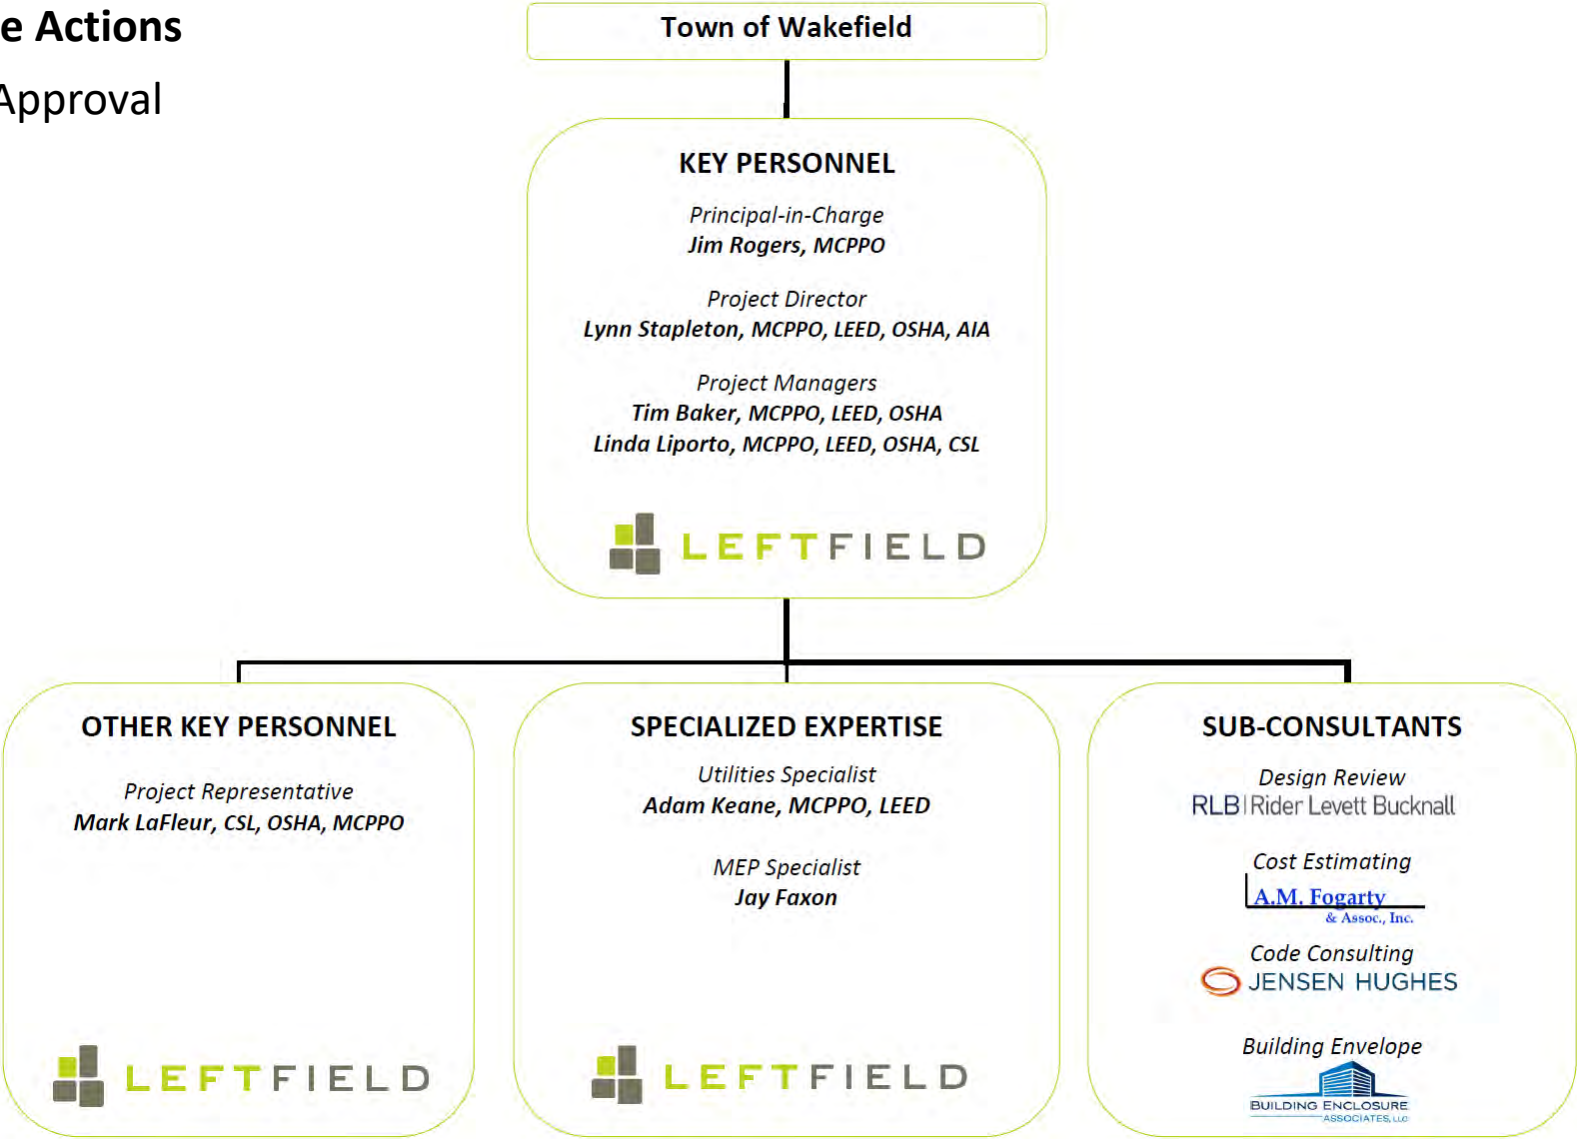 e Actions
Approval
Town of Wakefield
KEY PERSONNEL
Principal-in-Charge
Jim Rogers, MCPPO
Project Director
Lynn Stapleton, MCPPO, LEED, OSHA, AIA
Project Managers
Tim Baker, MCPPO, LEED, OSHA
Linda Liporto, MCPPO, LEED, OSHA, CSL
LEFTFIELD
OTHER KEY PERSONNEL
Project Representative
Mark LaFleur, CSL, OSHA, MCPPO
LEFTFIELD
SPECIALIZED EXPERTISE
Utilities Specialist
Adam Keane, MCPPO, LEED
MEP Specialist
Jay Faxon
LEFTFIELD
SUB-CONSULTANTS
Design Review
RLB | Rider Levett Bucknall
Cost Estimating
A.M. Fogarty
& Assoc., Inc.
Code Consulting
JENSEN HUGHES
Building Envelope
BUILDING ENCLOSURE
ASSOCIATES, LLC